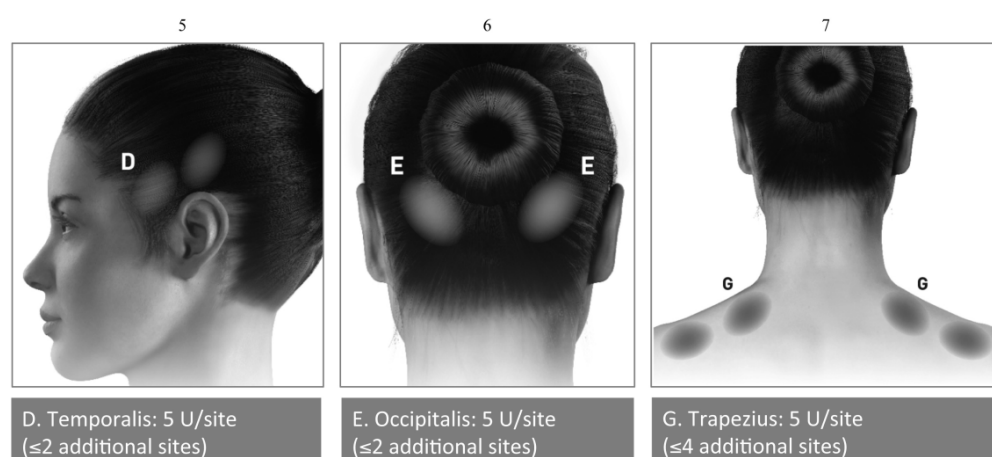 5
6
7
D
E
E
G
G
D. Temporalis: 5 U/site
(≤2 additional sites)
E. Occipitalis: 5 U/site
(≤2 additional sites)
G. Trapezius: 5 U/site
(≤4 additional sites)